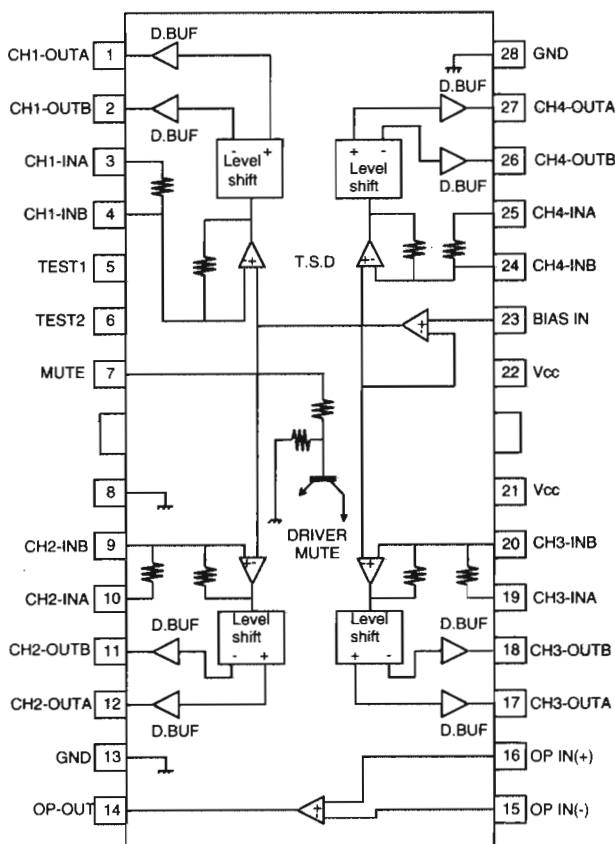 D.BUF
CH1-OUTA 1
28 GND
D.BUF
CH1-OUTB 2
27 CH4-OUTA
D.BUF
- +
+ -
CH1-INA 3
Level shift
Level shift
26 CH4-OUTB
D.BUF
CH1-INB 4
25 CH4-INA
TEST1 5
+
T.S.D
+-
24 CH4-INB
TEST2 6
+
23 BIAS IN
MUTE 7
22 Vcc
8
21 Vcc
DRIVER
MUTE
CH2-INB 9
+-
+
20 CH3-INB
CH2-INA 10
19 CH3-INA
D.BUF
Level shift
Level shift
D.BUF
CH2-OUTB 11
- +
+ -
18 CH3-OUTB
CH2-OUTA 12
17 CH3-OUTA
D.BUF
D.BUF
GND 13
16 OP IN(+)
OP-OUT 14
+
15 OP IN(-)